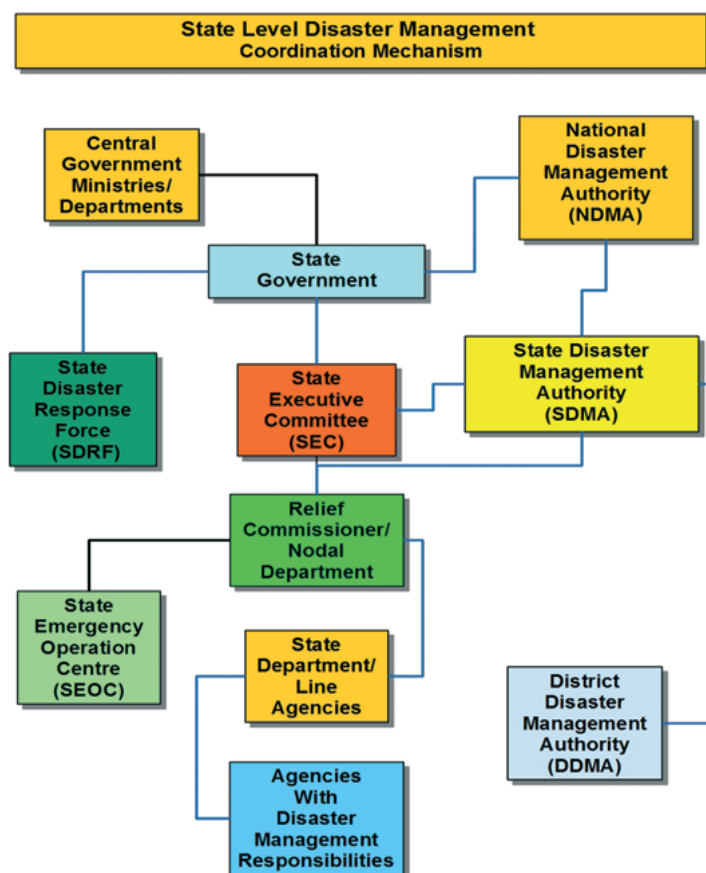 State Level Disaster Management
Coordination Mechanism
Central
Government
Ministries/
Departments
National
Disaster
Management
Authority
(NDMA)
State
Government
State
Disaster
Response
Force
(SDRF)
State
Executive
Committee
(SEC)
State Disaster
Management
Authority
(SDMA)
Relief
Commissioner/
Nodal
Department
State
Emergency
Operation
Centre
(SEOC)
State
Department/
Line
Agencies
District
Disaster
Management
Authority
(DDMA)
Agencies
With
Disaster
Management
Responsibilities